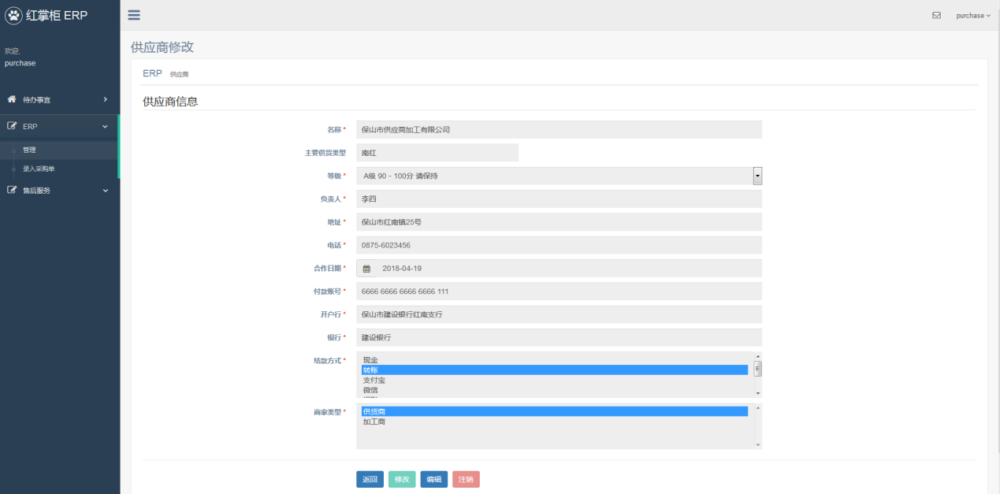 红掌柜 ERP
purchase
欢迎,
purchase
待办事宜
ERP
管理
录入采购单
售后服务
供应商修改
ERP 供应商
供应商信息
名称 * 保山市供应商加工有限公司
主要供货类型 南红
等级 * A级 90 - 100分 请保持
负责人 * 李四
地址 * 保山市红南镇25号
电话 * 0875-6023456
合作日期 * 2018-04-19
付款账号 * 6666 6666 6666 6666 111
开户行 * 保山市建设银行红南支行
银行 * 建设银行
结款方式 * 现金
转账
支付宝
微信
商家类型 * 供货商
加工商
返回 修改 编辑 注销